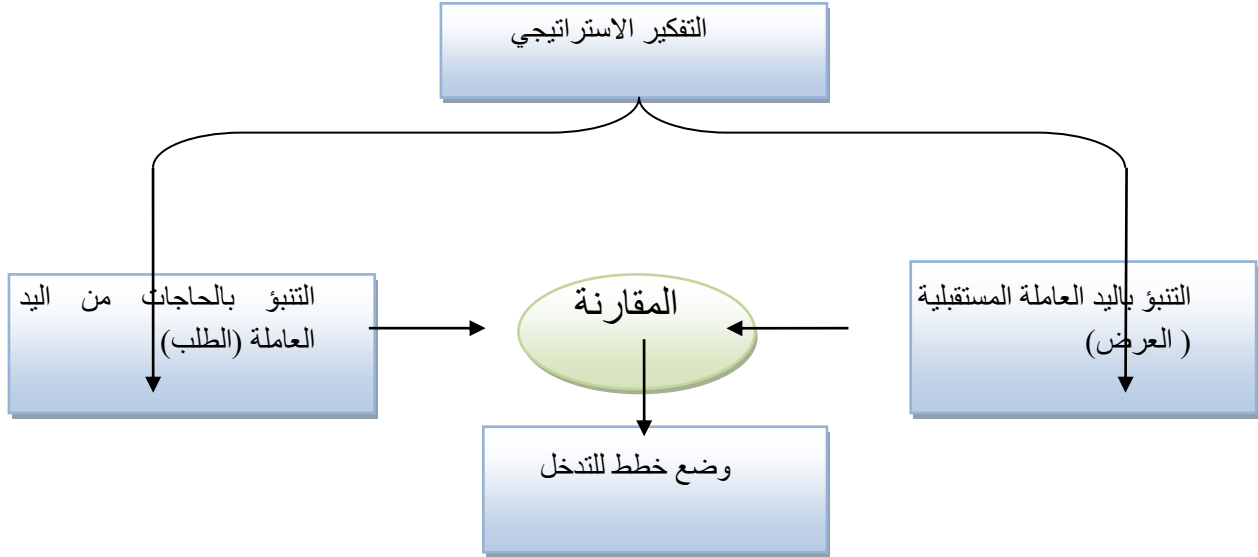 التفكير الاستراتيجي
التنبؤ باليد العاملة المستقبلية
( العرض)
المقارنة
التنبؤ بالحاجات من اليد
العاملة (الطلب)
وضع خطط للتدخل